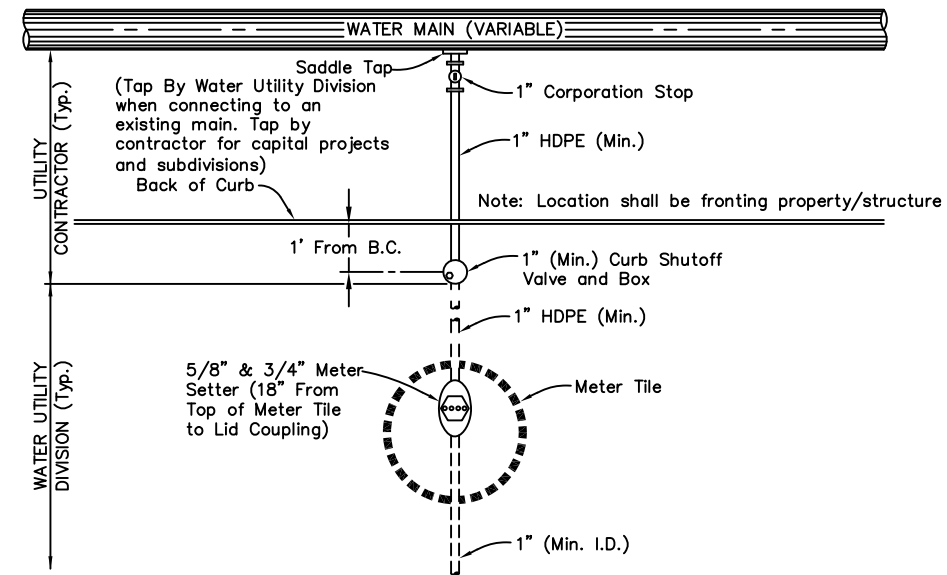 WATER MAIN (VARIABLE)
Saddle Tap
(Tap By Water Utility Division
when connecting to an
existing main. Tap by
contractor for capital projects
and subdivisions)
1" Corporation Stop
1" HDPE (Min.)
UTILITY
CONTRACTOR (Typ.)
Back of Curb
Note: Location shall be fronting property/structure
1' From B.C.
1" (Min.) Curb Shutoff
Valve and Box
1" HDPE (Min.)
5/8" & 3/4" Meter
Setter (18" From
Top of Meter Tile
to Lid Coupling)
Meter Tile
WATER UTILITY
DIVISION (Typ.)
1" (Min. I.D.)